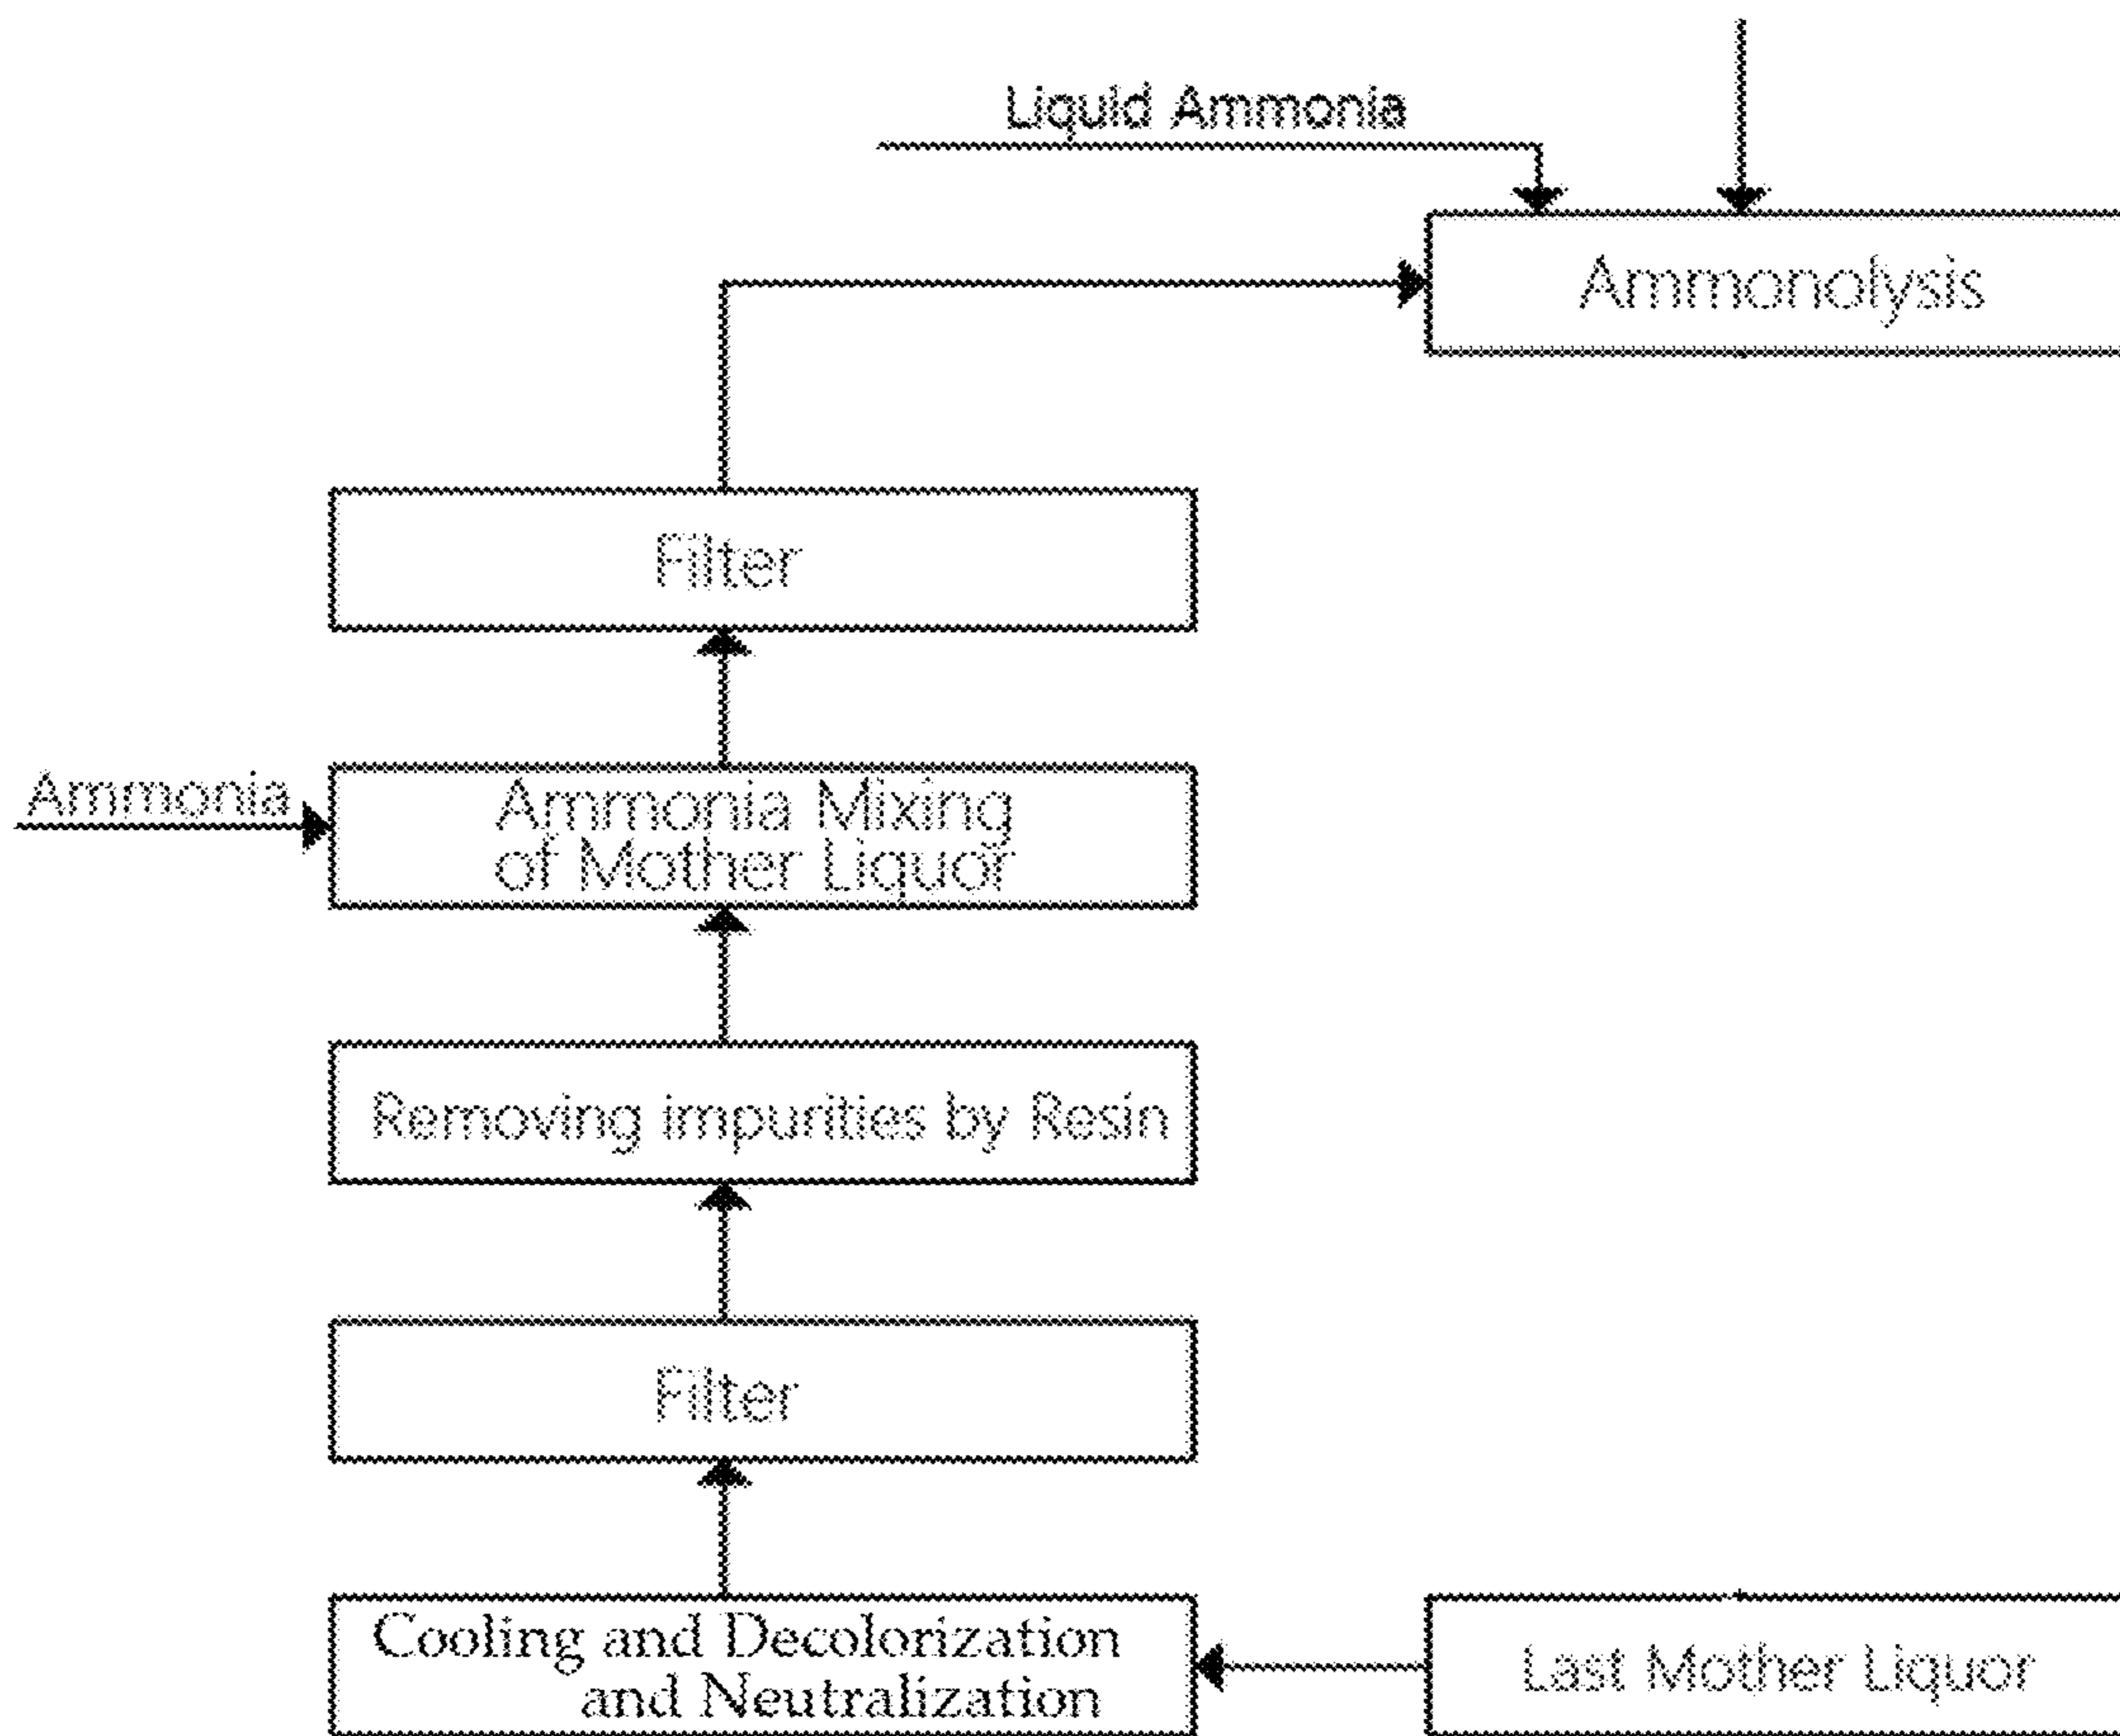 Liquid Ammonia
Ammonolysis
Filter
Ammonia
Ammonia Mixing
of Mother Liquor
Removing impurities by Resin
Filter
Cooling and Decolorization
and Neutralization
Last Mother Liquor